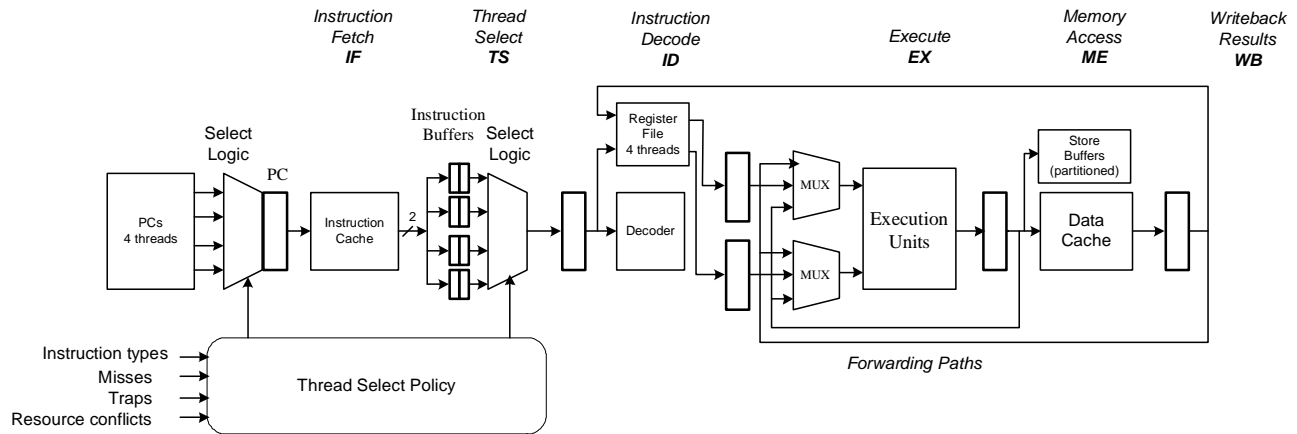 Instruction
Fetch
IF
Thread
Select
TS
Instruction
Decode
ID
Execute
EX
Memory
Access
ME
Writeback
Results
WB
Select
Logic
PC
PCs
4 threads
Instruction
Cache
2
Instruction
Buffers
Select
Logic
Register
File
4 threads
Decoder
MUX
MUX
Execution
Units
Store
Buffers
(partitioned)
Data
Cache
Forwarding Paths
Instruction types
Misses
Traps
Resource conflicts
Thread Select Policy